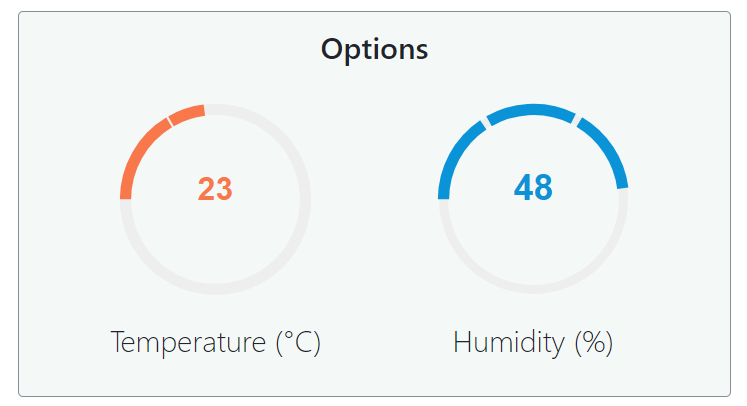 Options
23
48
Temperature (°C)
Humidity (%)